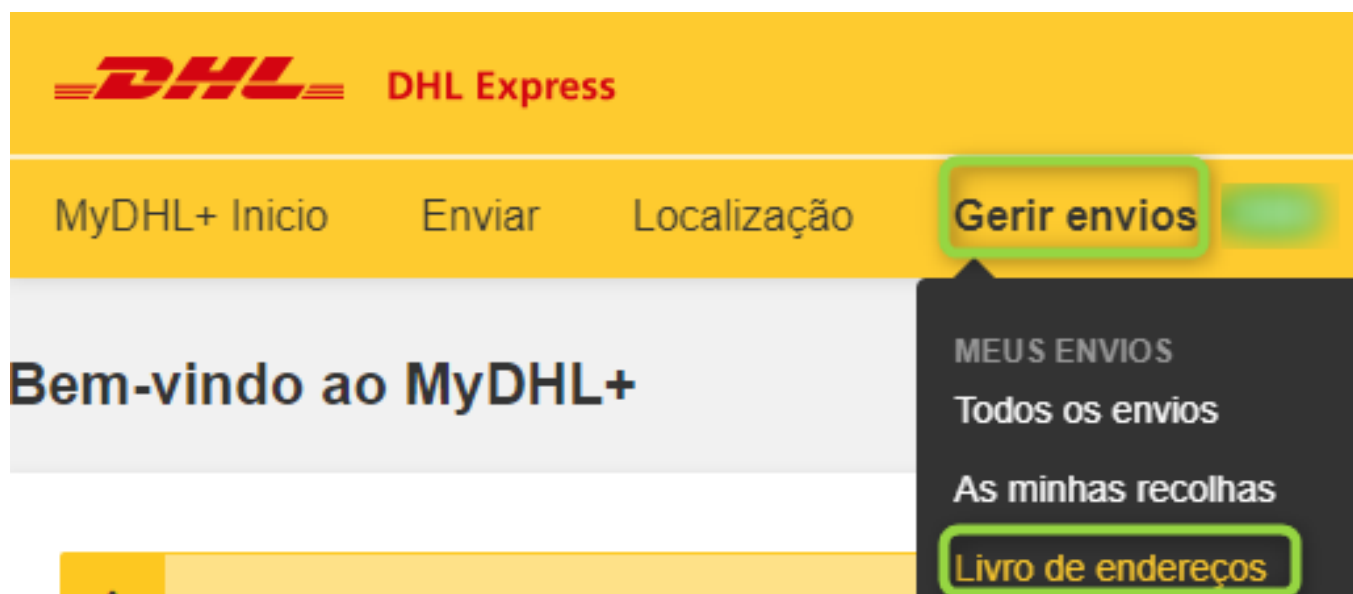 DHL DHL Express
MyDHL+ Inicio Enviar Localização Gerir envios
Bem-vindo ao MyDHL+
MEUS ENVIOS
Todos os envios
As minhas recolhas
Livro de endereços